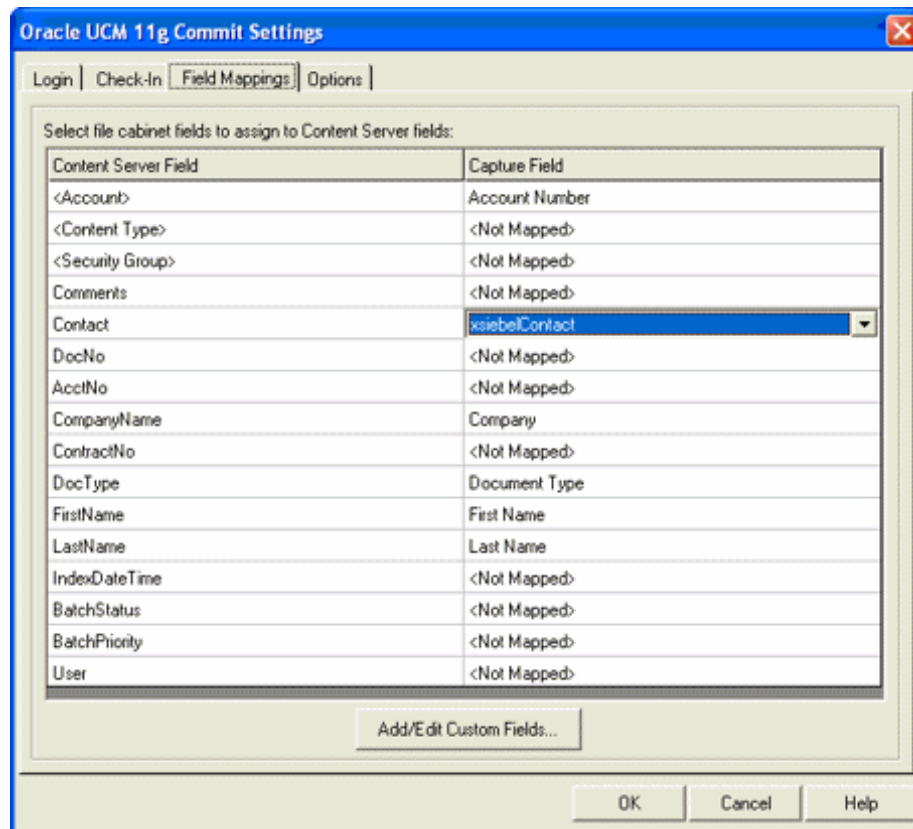 Oracle UCM 11g Commit Settings
Login Check-In Field Mappings Options
Select file cabinet fields to assign to Content Server fields:
Content Server Field Capture Field
<Account> Account Number
<Content Type> <Not Mapped>
<Security Group> <Not Mapped>
Comments <Not Mapped>
Contact xsiebelContact
DocNo <Not Mapped>
AcctNo <Not Mapped>
CompanyName Company
ContractNo <Not Mapped>
DocType Document Type
FirstName First Name
LastName Last Name
IndexDateTime <Not Mapped>
BatchStatus <Not Mapped>
BatchPriority <Not Mapped>
User <Not Mapped>
Add/Edit Custom Fields...
OK Cancel Help